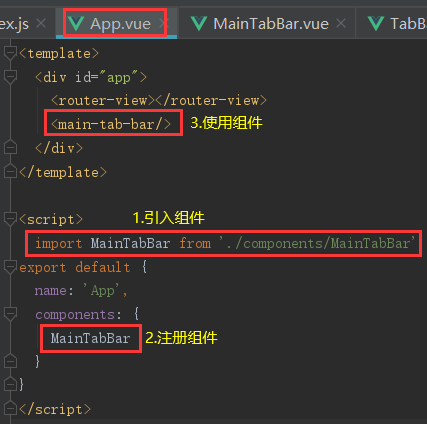 ex.js × App.vue × MainTabBar.vue × TabB
<template>
<div id="app">
<router-view></router-view>
<main-tab-bar/> 3.使用组件
</div>
</template>
<script> 1.引入组件
import MainTabBar from './components/MainTabBar'
export default {
name: 'App',
components: {
MainTabBar 2.注册组件
}
}
</script>